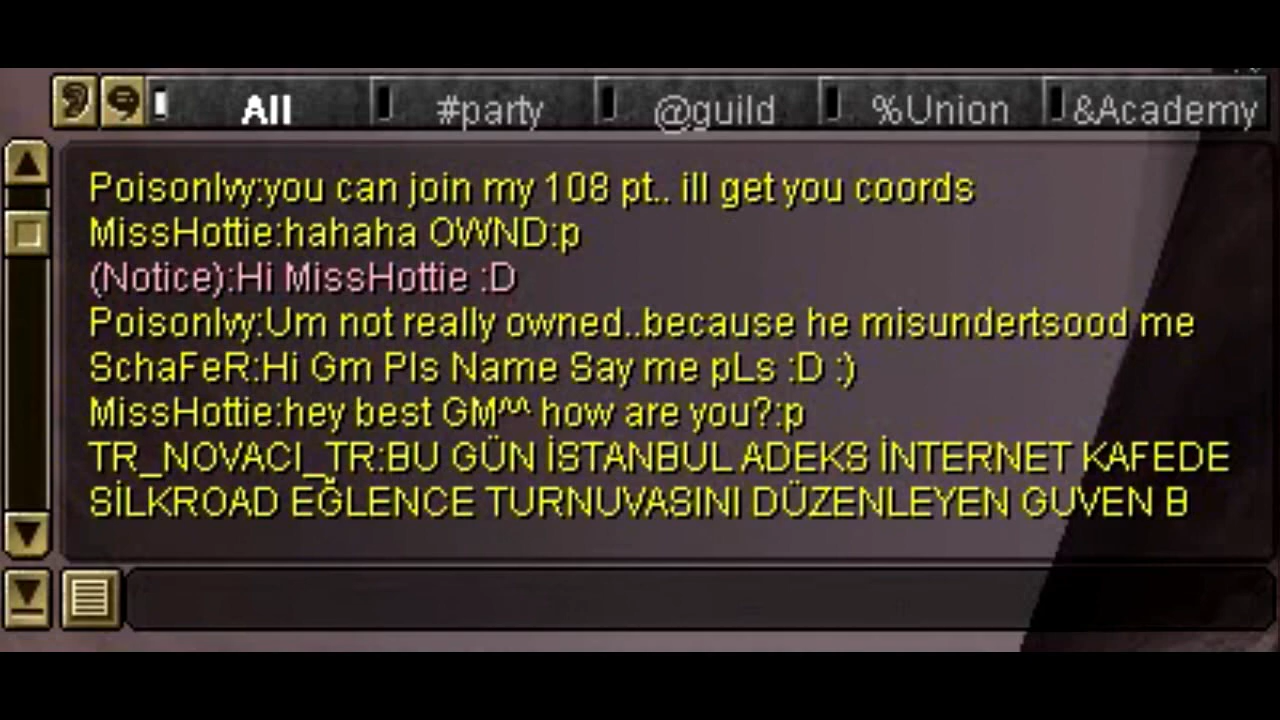 All #party @guild %Union &Academy
PoisonIvy:you can join my 108 pt.. ill get you coords
MissHottie:hahaha OWND:p
(Notice):Hi MissHottie :D
PoisonIvy:Um not really owned..because he misundertsood me
SchaFeR:Hi Gm Pls Name Say me pLs :D :)
MissHottie:hey best GM^^ how are you?:p
TR_NOVACI_TR:BU GÜN İSTANBUL ADEKS İNTERNET KAFEDE
SİLKROAD EĞLENCE TURNUVASINI DÜZENLEYEN GUVEN B